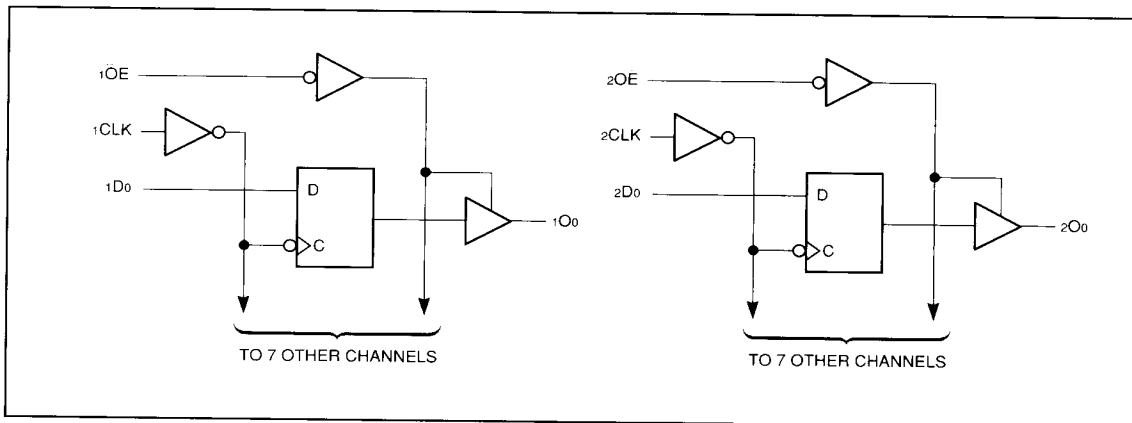 1OE
1CLK
1D0
D
C
1O0
TO 7 OTHER CHANNELS
2OE
2CLK
2D0
D
C
2O0
TO 7 OTHER CHANNELS